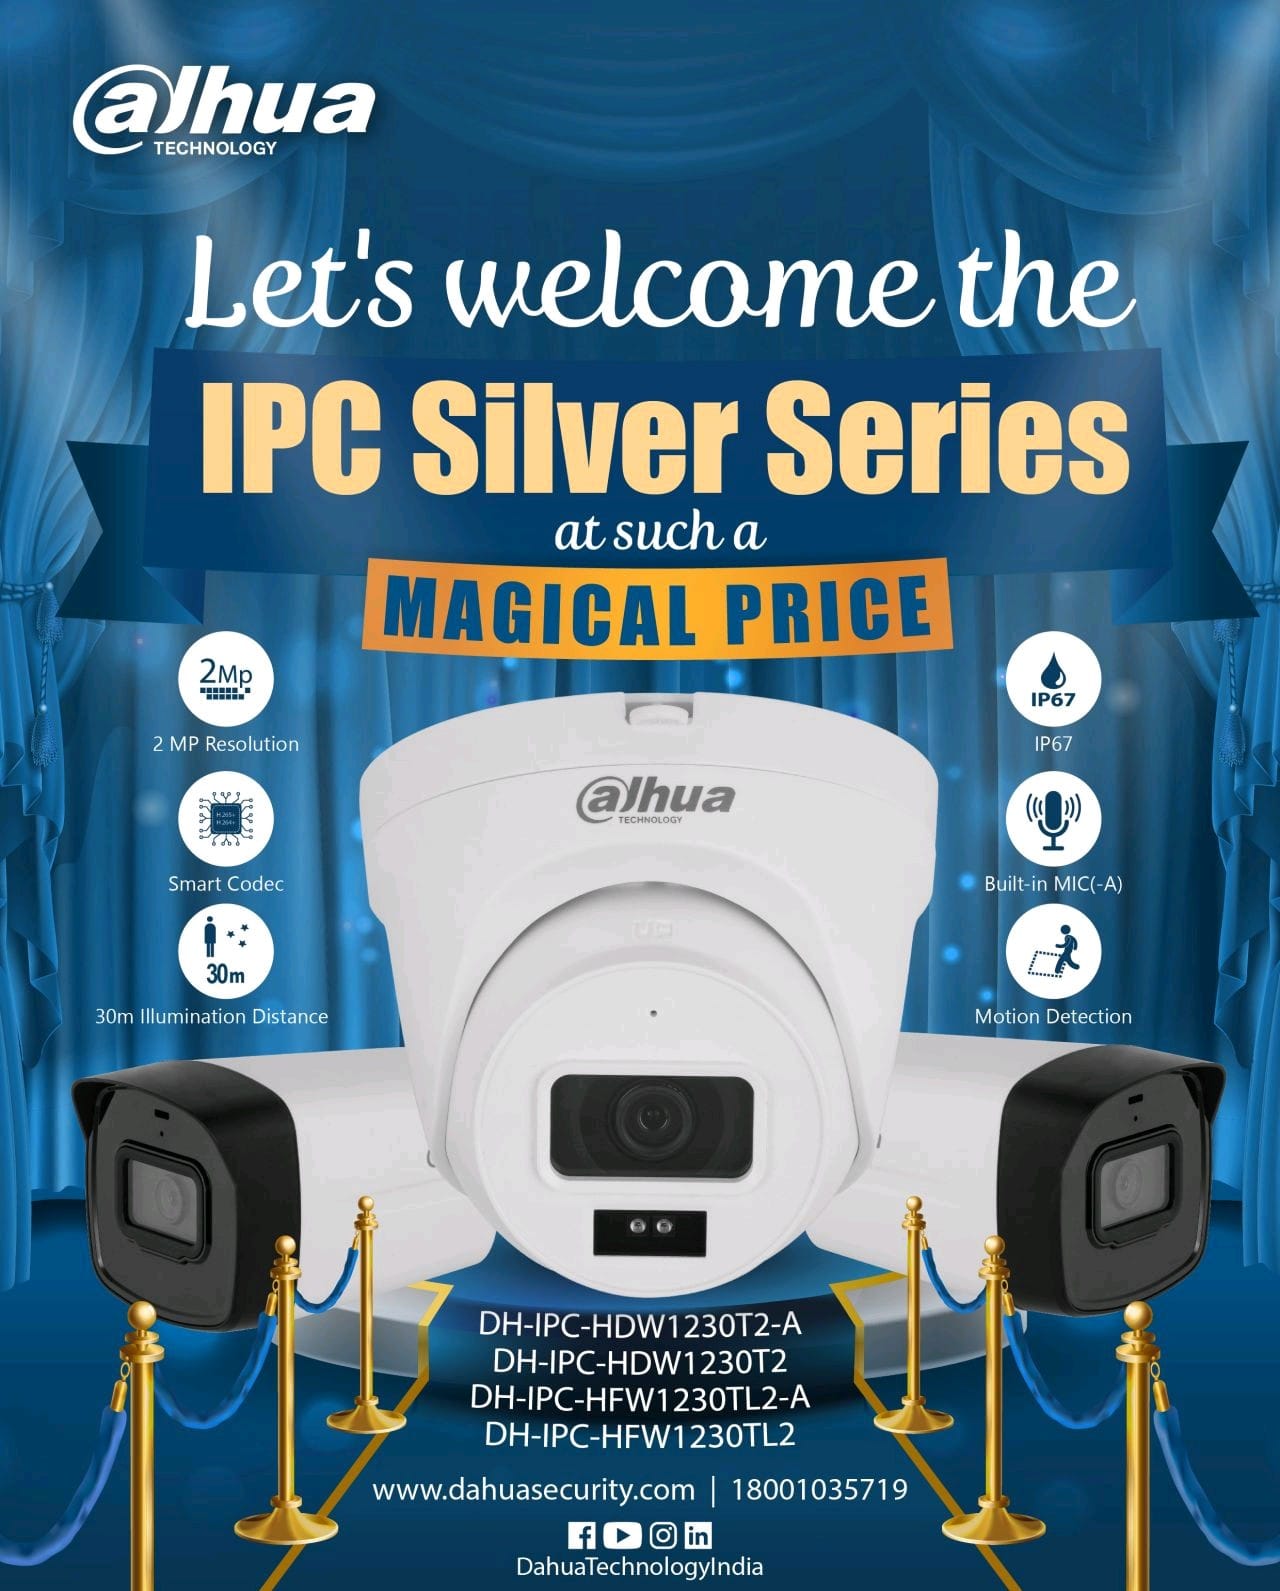 alhua
TECHNOLOGY
Let's welcome the
IPC Silver Series
at such a
MAGICAL PRICE
2Mp
2 MP Resolution
H.265+
H.264+
Smart Codec
30m
30m Illumination Distance
IP67
IP67
Built-in MIC(-A)
Motion Detection
alhua
TECHNOLOGY
DH-IPC-HDW1230T2-A
DH-IPC-HDW1230T2
DH-IPC-HFW1230TL2-A
DH-IPC-HFW1230TL2
www.dahuasecurity.com | 18001035719
DahuaTechnologyIndia